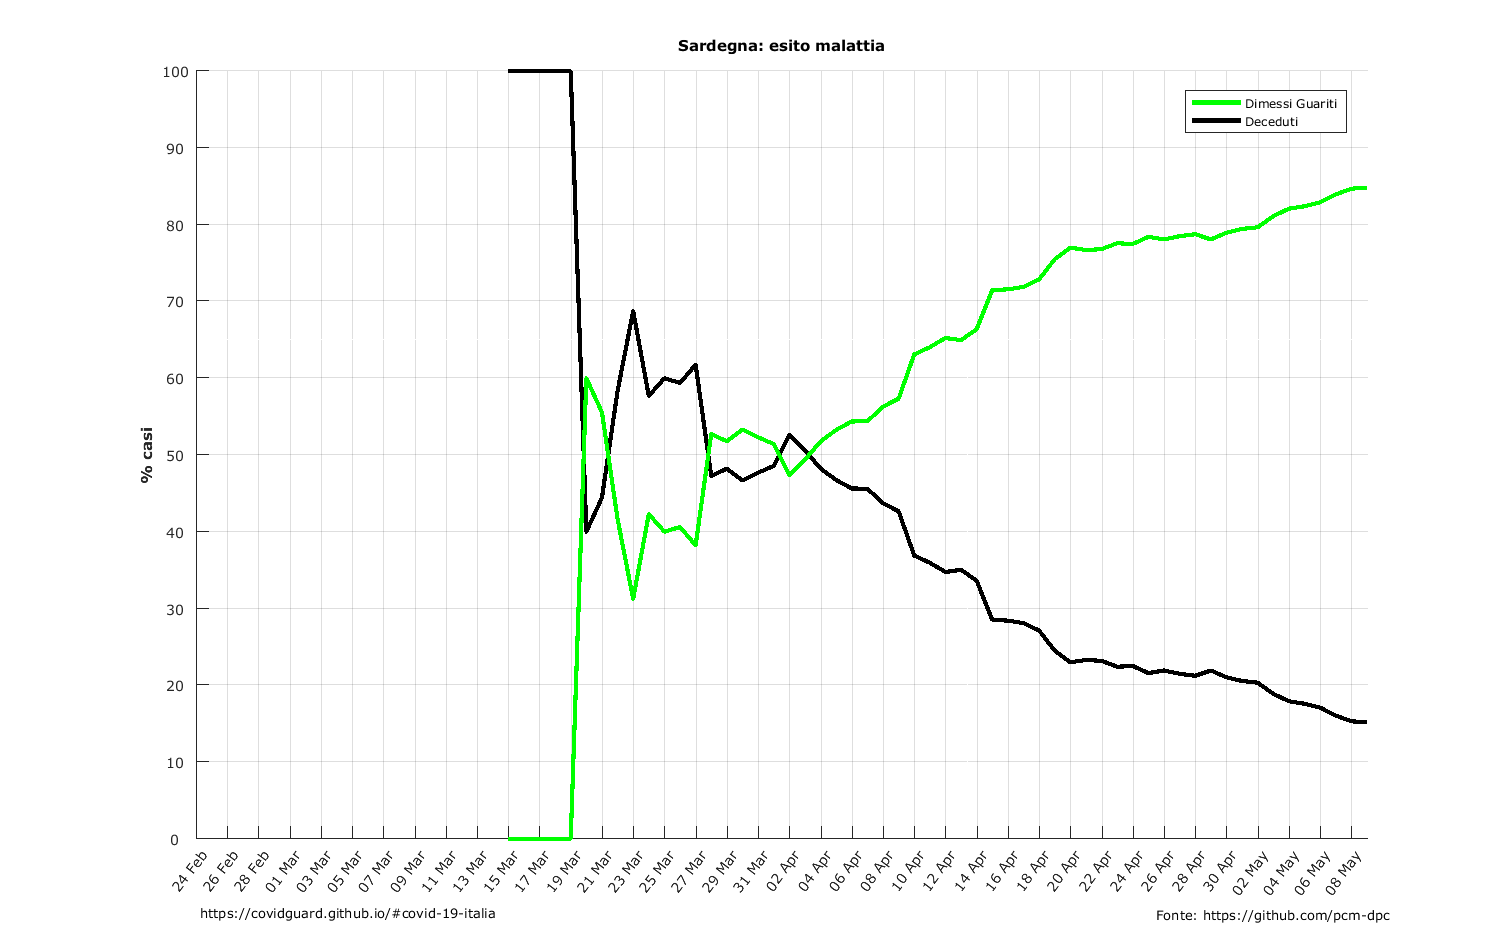 Sardegna: esito malattia
100
90
80
70
60
50
40
30
20
10
0
% casi
Dimessi Guariti
Deceduti
24 Feb
26 Feb
28 Feb
01 Mar
03 Mar
05 Mar
07 Mar
09 Mar
11 Mar
13 Mar
15 Mar
17 Mar
19 Mar
21 Mar
23 Mar
25 Mar
27 Mar
29 Mar
31 Mar
02 Apr
04 Apr
06 Apr
08 Apr
10 Apr
12 Apr
14 Apr
16 Apr
18 Apr
20 Apr
22 Apr
24 Apr
26 Apr
28 Apr
30 Apr
02 May
04 May
06 May
08 May
https://covidguard.github.io/#covid-19-italia
Fonte: https://github.com/pcm-dpc